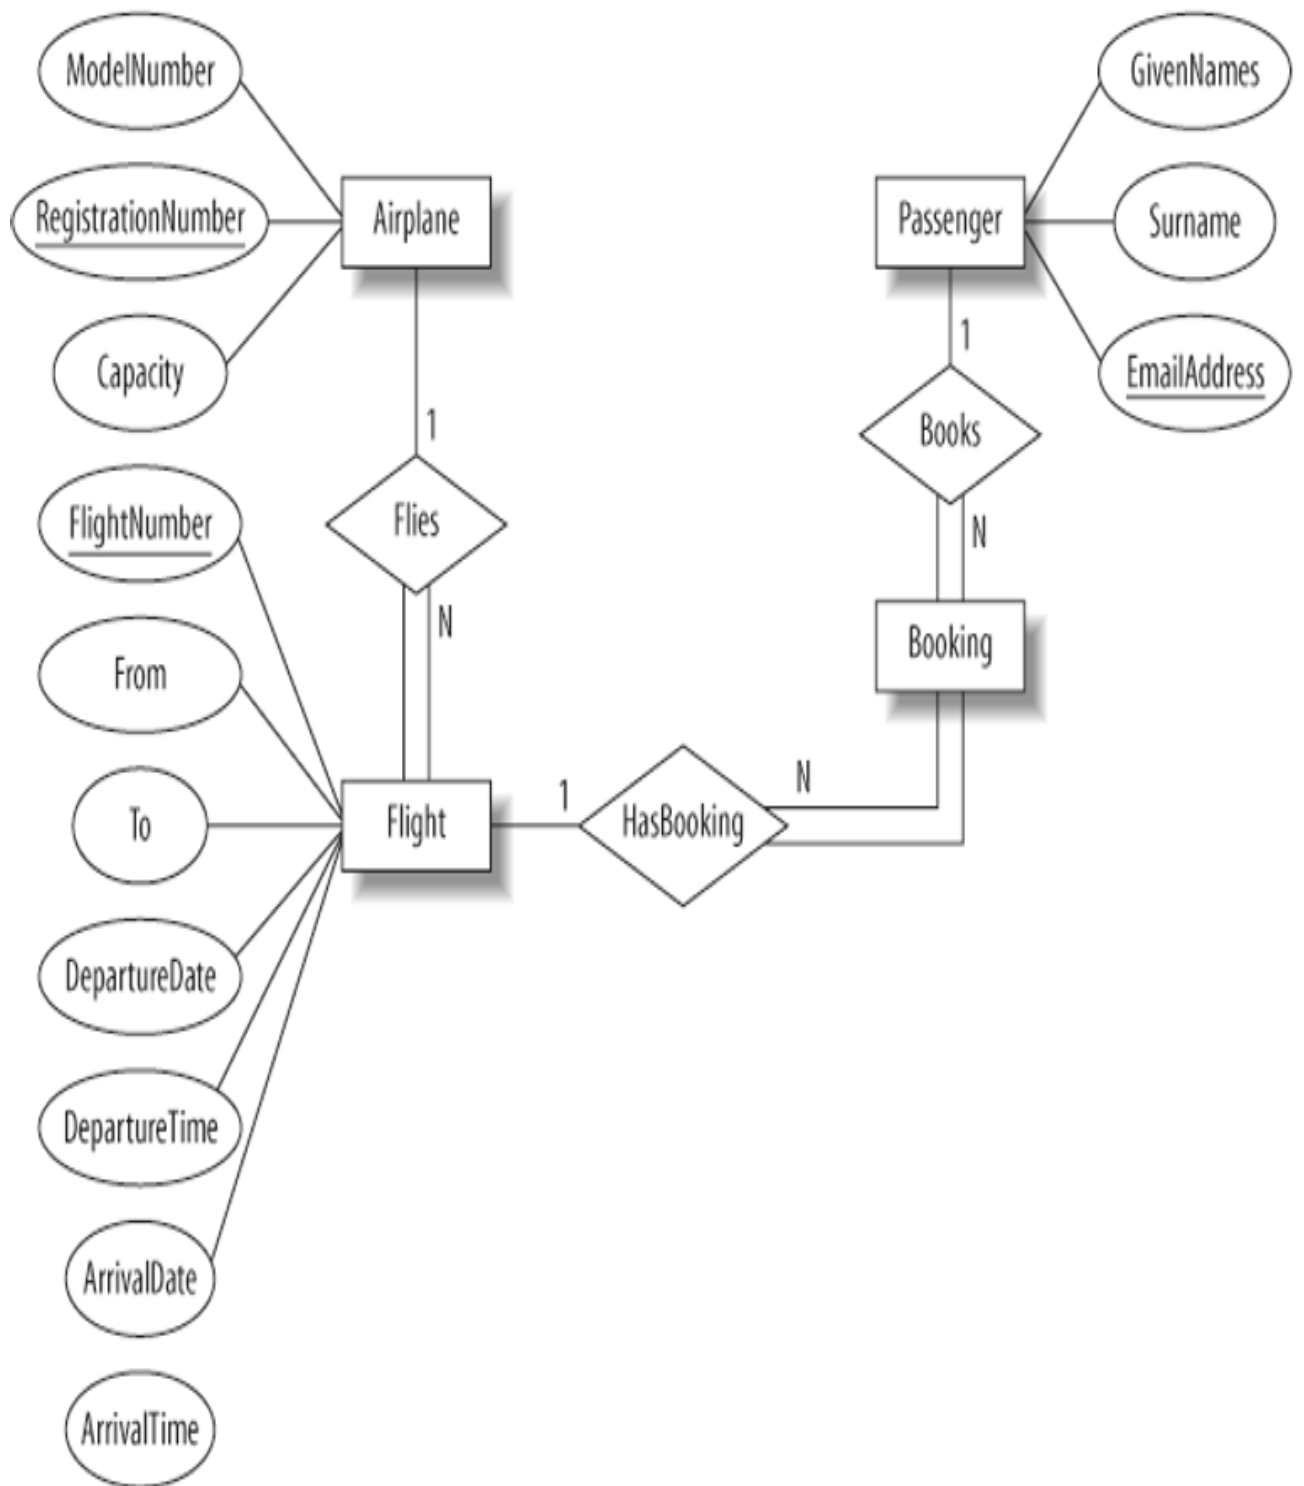 ModelNumber
GivenNames
RegistrationNumber
Airplane
Passenger
Surname
Capacity
1
EmailAddress
1
Books
FlightNumber
Flies
N
N
Booking
From
To
Flight
1
HasBooking
N
DepartureDate
DepartureTime
ArrivalDate
ArrivalTime